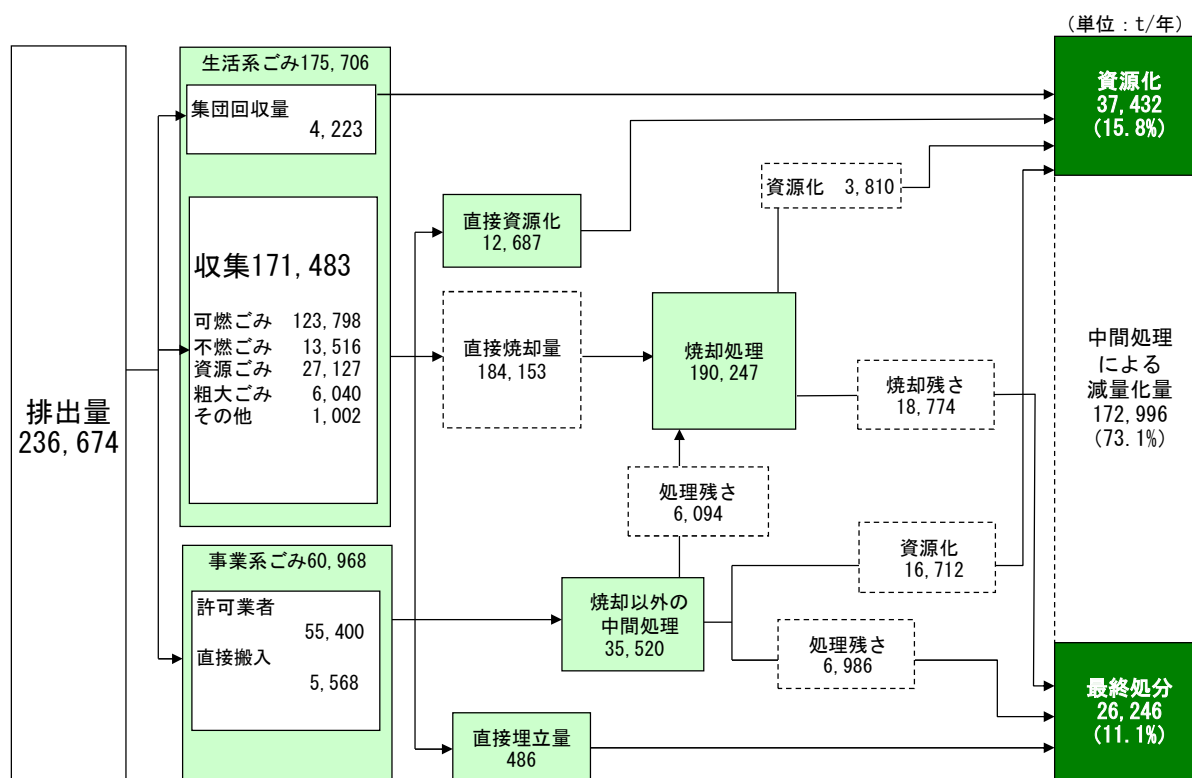 (単位:t/年)
排出量
236,674
生活系ごみ175,706
集団回収量
4,223
収集171,483
可燃ごみ 123,798
不燃ごみ 13,516
資源ごみ 27,127
粗大ごみ 6,040
その他 1,002
事業系ごみ60,968
許可業者
55,400
直接搬入
5,568
直接資源化
12,687
直接焼却量
184,153
焼却処理
190,247
資源化 3,810
焼却残さ
18,774
処理残さ
6,094
焼却以外の
中間処理
35,520
資源化
16,712
処理残さ
6,986
直接埋立量
486
資源化
37,432
(15.8%)
中間処理
による
減量化量
172,996
(73.1%)
最終処分
26,246
(11.1%)